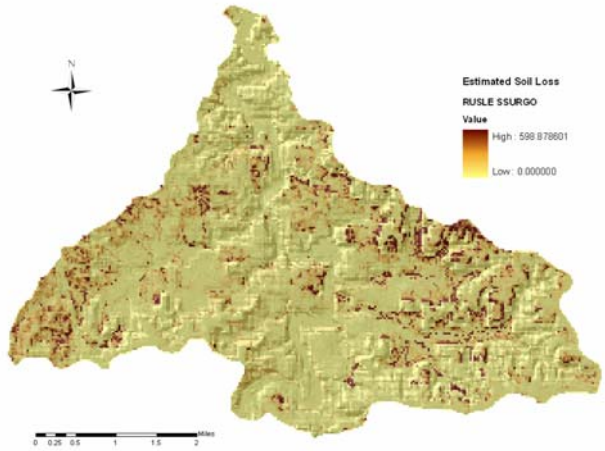 N
Estimated Soil Loss
RUSLE SSURGO
Value
High : 598.878601
Low : 0.000000
0 0.25 0.5 1 1.5 2
Miles